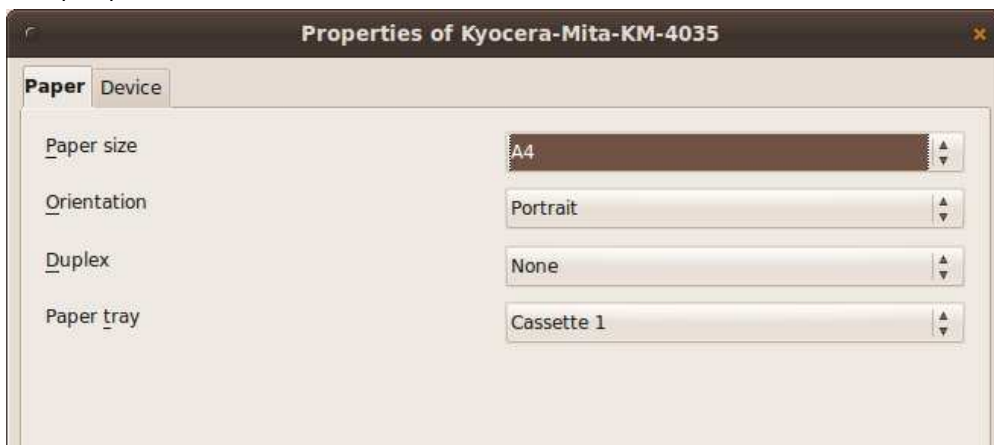 Properties of Kyocera-Mita-KM-4035
Paper Device
Paper size A4
Orientation Portrait
Duplex None
Paper tray Cassette 1